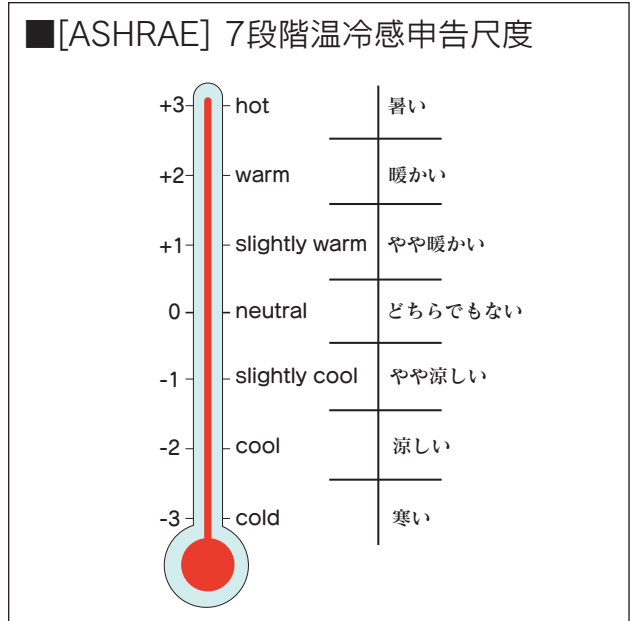 ■[ASHRAE] 7段階温冷感申告尺度
+3 hot 暑い
+2 warm 暖かい
+1 slightly warm やや暖かい
0 neutral どちらでもない
-1 slightly cool やや涼しい
-2 cool 涼しい
-3 cold 寒い